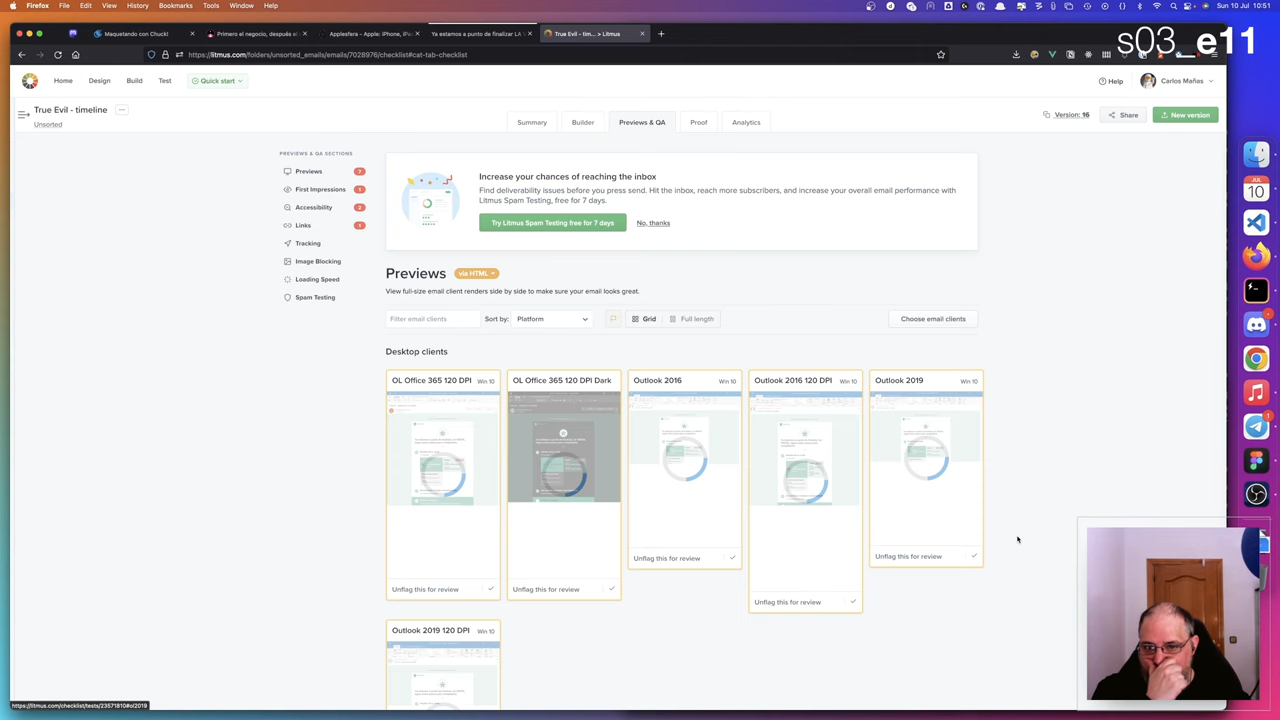 Firefox File Edit View History Bookmarks Tools Window Help
Sun 10 Jul 10:51
Maquetando con Chuck!
Primero el negocio, después el
Applesfera - Apple: iPhone, iPa
Ya estamos a punto de finalizar LA
True Evil - tim... > Litmus
s03 e11
https://litmus.com/folders/unsorted_emails/emails/7028976/checklist#cat-tab-checklist
Home Design Build Test Quick start
Help Carlos Mañas
True Evil - timeline
Unsorted
Summary Builder Previews & QA Proof Analytics
Version: 16 Share New version
PREVIEWS & QA SECTIONS
Previews 7
First Impressions 1
Accessibility 2
Links 1
Tracking
Image Blocking
Loading Speed
Spam Testing
Increase your chances of reaching the inbox
Find deliverability issues before you press send. Hit the inbox, reach more subscribers, and increase your overall email performance with
Litmus Spam Testing, free for 7 days.
Try Litmus Spam Testing free for 7 days No, thanks
Previews via HTML
View full-size email client renders side by side to make sure your email looks great.
Filter email clients Sort by: Platform Grid Full length Choose email clients
Desktop clients
OL Office 365 120 DPI Win 10
OL Office 365 120 DPI Dark
Outlook 2016 Win 10
Outlook 2016 120 DPI Win 10
Outlook 2019 Win 10
Unflag this for review
Unflag this for review
Unflag this for review
Unflag this for review
Unflag this for review
Outlook 2019 120 DPI Win 10
https://litmus.com/checklist/tests/23571810#ol2019
JUL
10